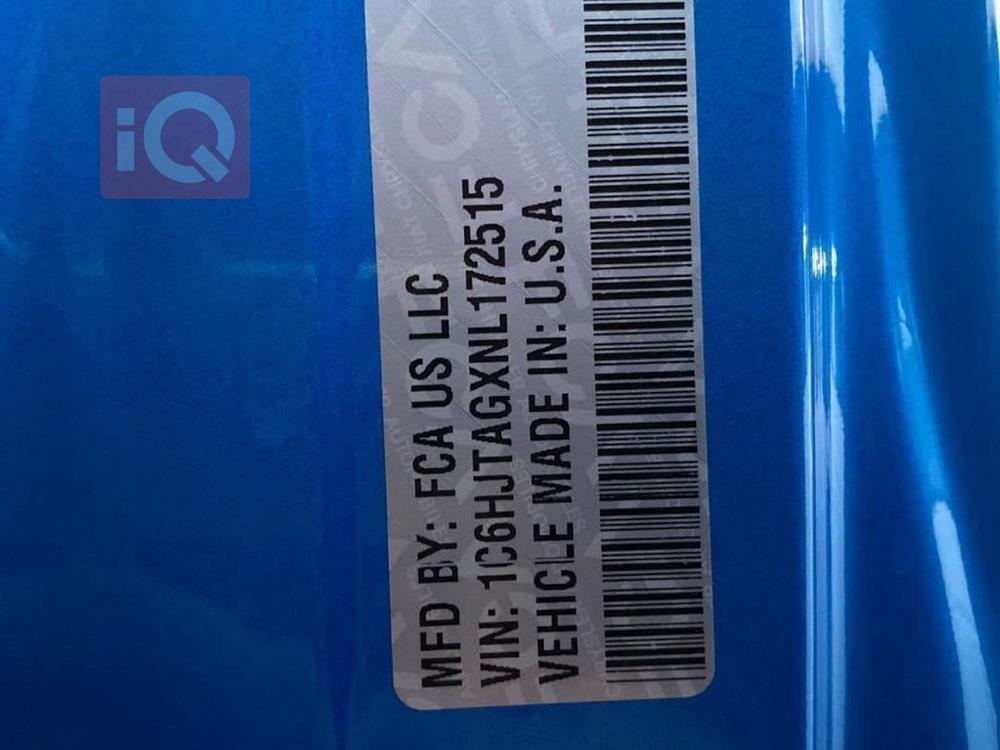 iQ
MFD BY: FCA US LLC
VIN: 1C6HJTAGXNL172515
VEHICLE MADE IN: U.S.A.